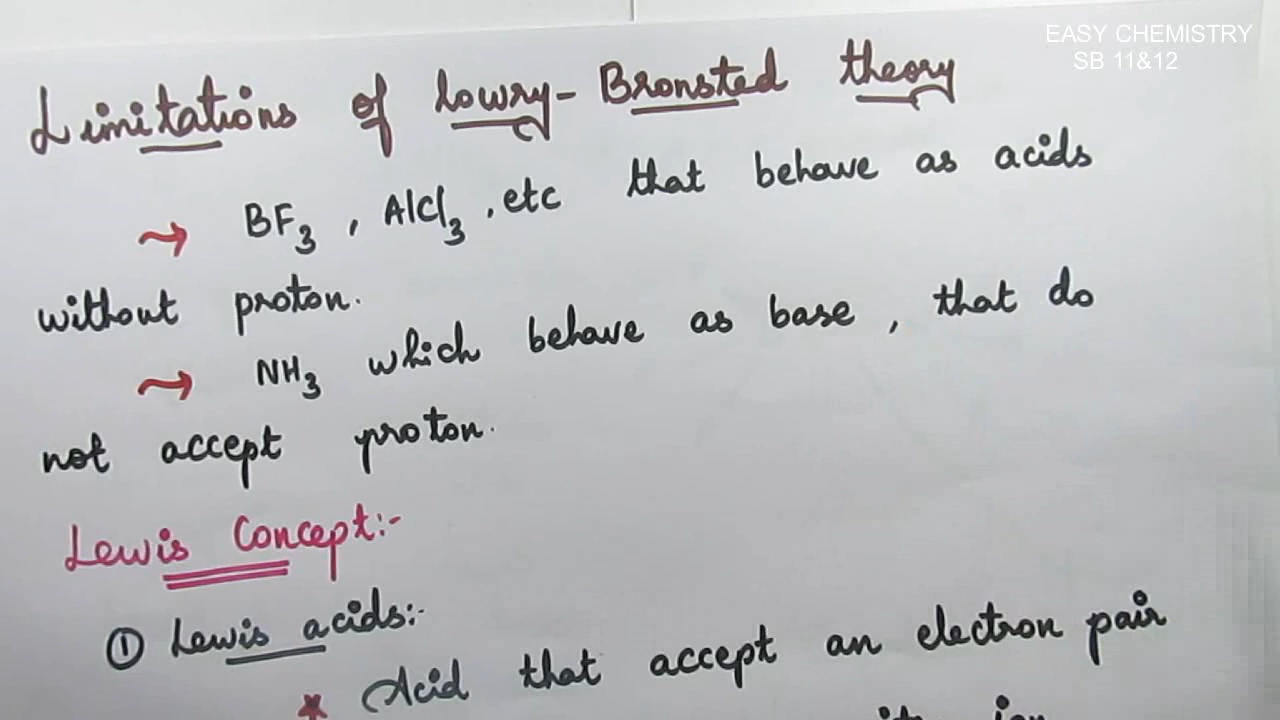 EASY CHEMISTRY
SB 11&12
Limitations of Lowry-Bronsted theory
→ BF3, AlCl3, etc that behave as acids
without proton.
→ NH3 which behave as base, that do
not accept proton.
Lewis Concept:-
① Lewis acids:-
* Acid that accept an electron pair
ion